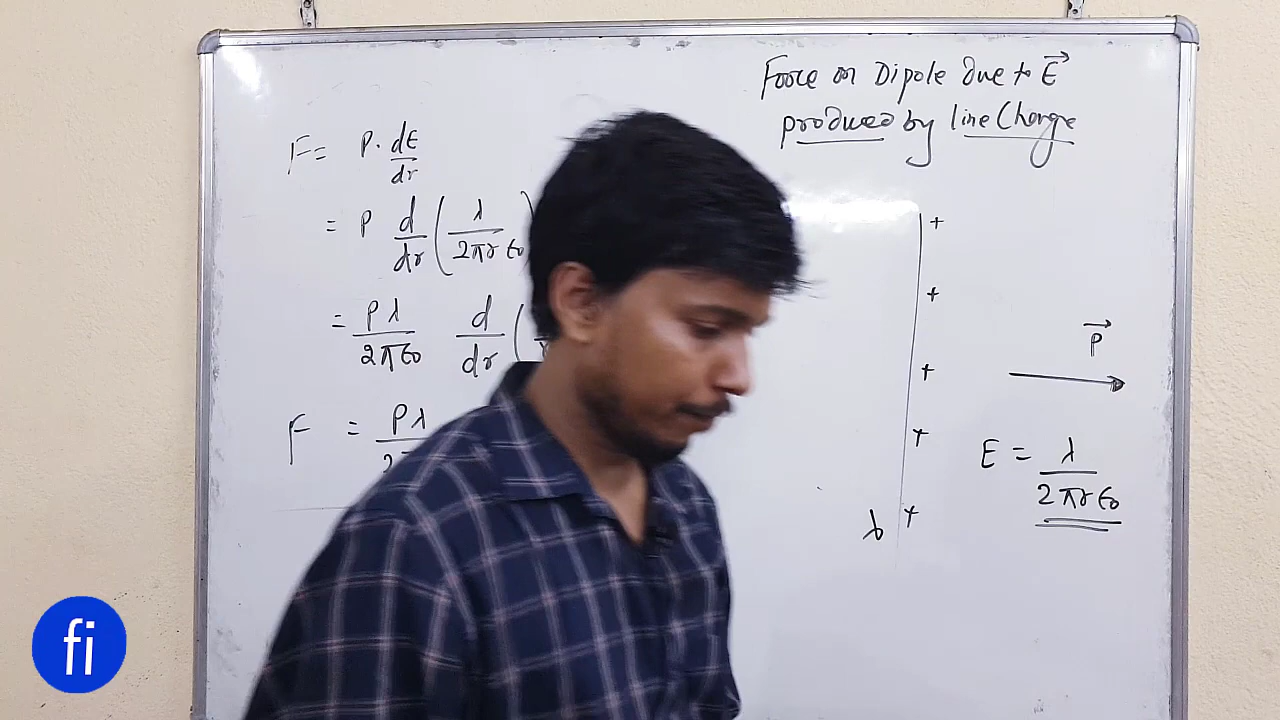 Force on Dipole due to E⃗
produced by line Charge
F = P · dE/dr
= P d/dr ( λ / 2πr ε₀ )
= Pλ / 2πε₀ d/dr (
F = Pλ / 2
+
+
+
+
+
λ
P⃗
E = λ / 2πr ε₀
fi